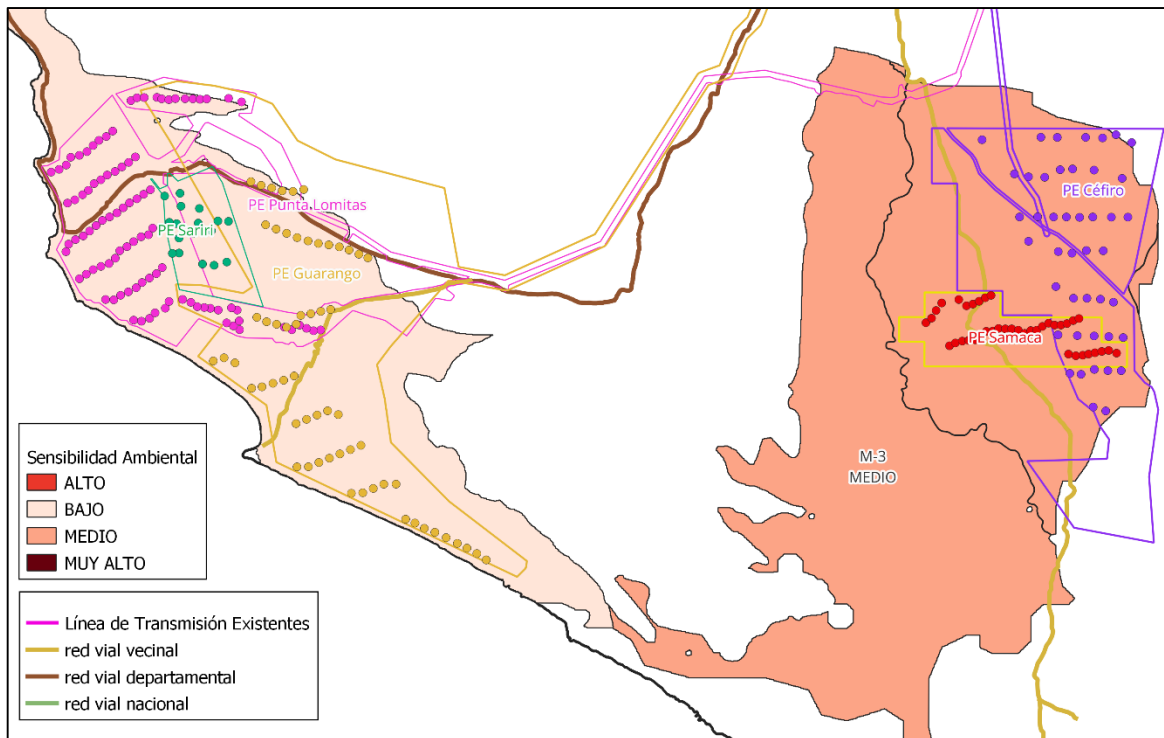 PE Punta Lomitas
PE Sariri
PE Guarango
PE Céfiro
PE Samaca
M-3
MEDIO
Sensibilidad Ambiental
ALTO
BAJO
MEDIO
MUY ALTO
Línea de Transmisión Existentes
red vial vecinal
red vial departamental
red vial nacional